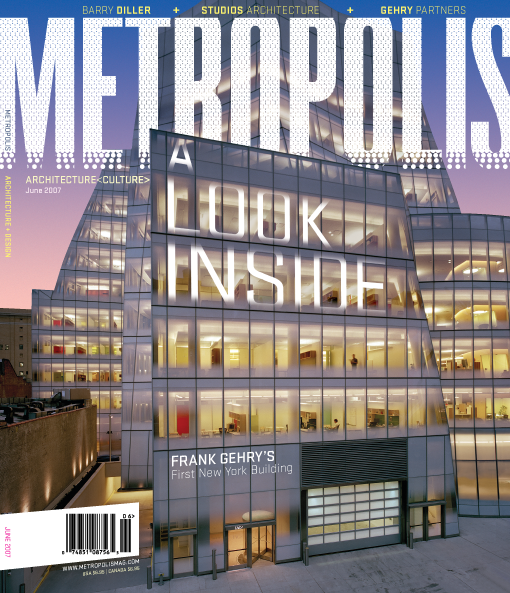 BARRY DILLER + STUDIOS ARCHITECTURE + GEHRY PARTNERS
METROPOLIS
METROPOLIS
ARCHITECTURE + DESIGN
ARCHITECTURE<CULTURE>
June 2007
A
LOOK
INSIDE
FRANK GEHRY'S
First New York Building
JUNE 2007
06>
WWW.METROPOLISMAG.COM